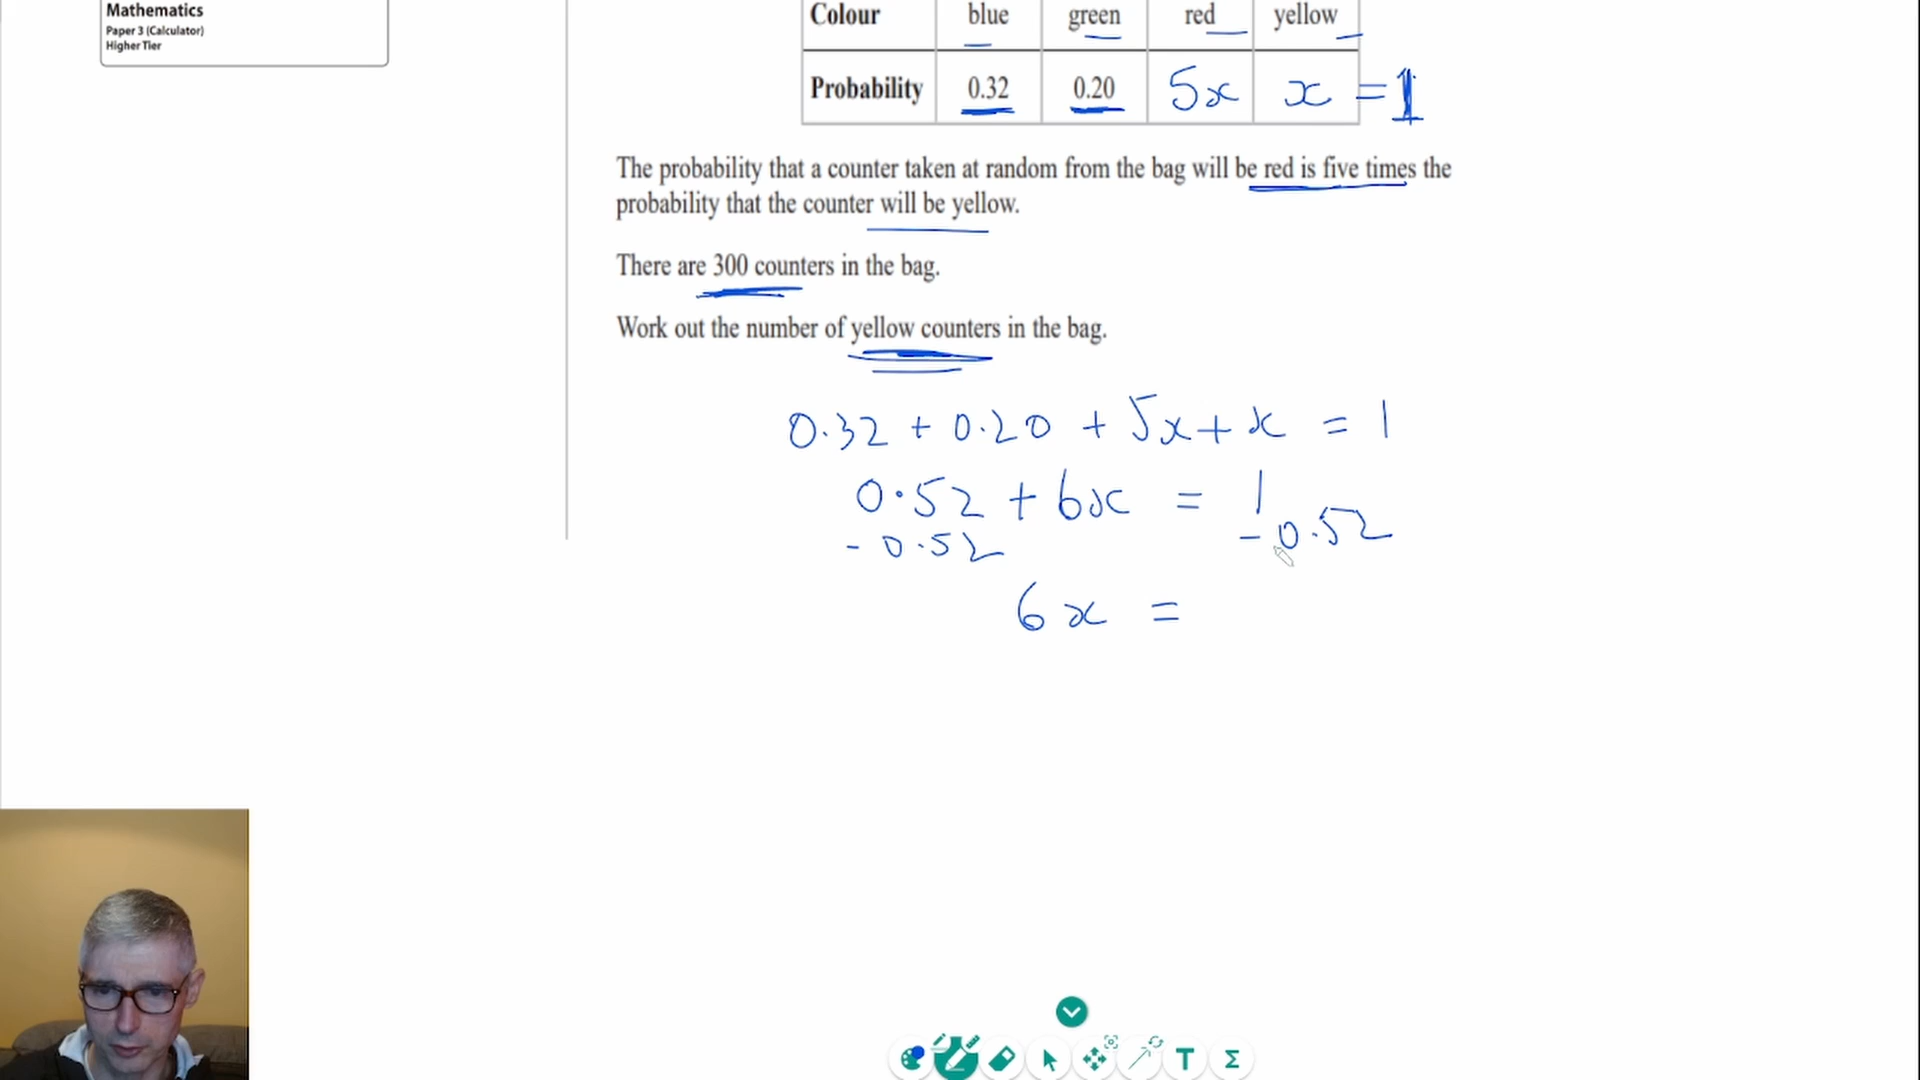 Mathematics
Paper 3 (Calculator)
Higher Tier
Colour blue green red yellow
Probability 0.32 0.20 5x x = 1
The probability that a counter taken at random from the bag will be red is five times the
probability that the counter will be yellow.
There are 300 counters in the bag.
Work out the number of yellow counters in the bag.
0.32 + 0.20 + 5x + x = 1
0.52 + 6x = 1
- 0.52 - 0.52
6x =
T Σ